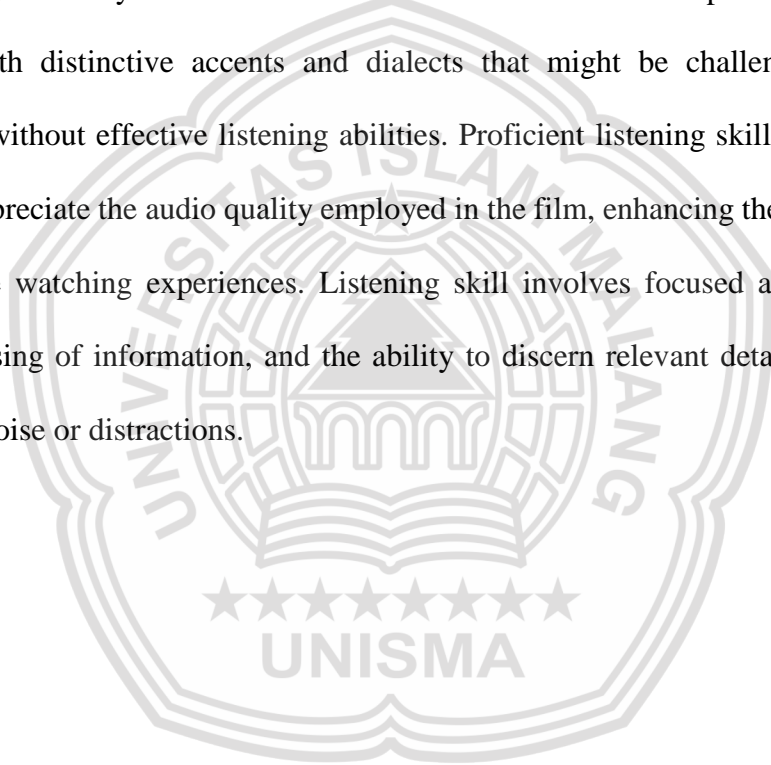 th distinctive accents and dialects that might be challen
without effective listening abilities. Proficient listening skill
preciate the audio quality employed in the film, enhancing the
watching experiences. Listening skill involves focused a
sing of information, and the ability to discern relevant deta
oise or distractions.
UNIVERSITAS ISLAM MALANG
UNISMA